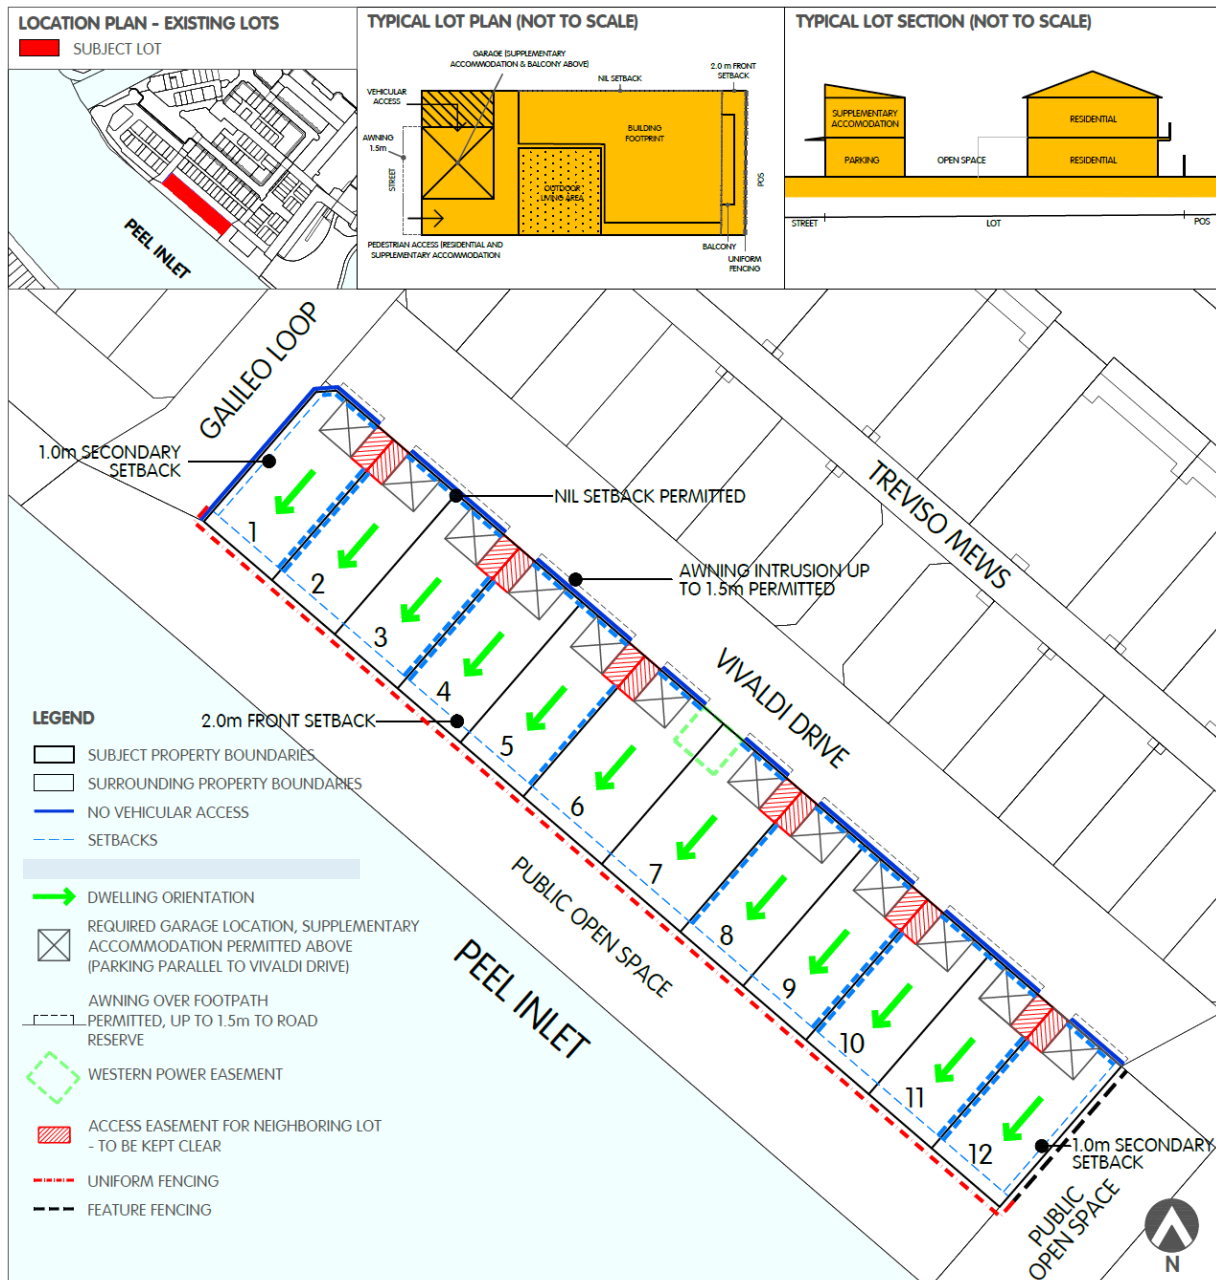 LOCATION PLAN - EXISTING LOTS
SUBJECT LOT
PEEL INLET
TYPICAL LOT PLAN (NOT TO SCALE)
GARAGE (SUPPLEMENTARY
ACCOMMODATION & BALCONY ABOVE)
NIL SETBACK
2.0 m FRONT
SETBACK
VEHICULAR
ACCESS
AWNING
1.5m
STREET
BUILDING
FOOTPRINT
OUTDOOR
LIVING AREA
POS
PEDESTRIAN ACCESS (RESIDENTIAL AND
SUPPLEMENTARY ACCOMMODATION
BALCONY
UNIFORM
FENCING
TYPICAL LOT SECTION (NOT TO SCALE)
SUPPLEMENTARY
ACCOMODATION
PARKING
OPEN SPACE
RESIDENTIAL
RESIDENTIAL
STREET
LOT
POS
GALILEO LOOP
1.0m SECONDARY
SETBACK
NIL SETBACK PERMITTED
AWNING INTRUSION UP
TO 1.5m PERMITTED
TREVISO MEWS
VIVALDI DRIVE
1
2
3
4
5
6
7
8
9
10
11
12
2.0m FRONT SETBACK
PUBLIC OPEN SPACE
PEEL INLET
1.0m SECONDARY
SETBACK
PUBLIC
OPEN SPACE
N
LEGEND
SUBJECT PROPERTY BOUNDARIES
SURROUNDING PROPERTY BOUNDARIES
NO VEHICULAR ACCESS
SETBACKS
DWELLING ORIENTATION
REQUIRED GARAGE LOCATION, SUPPLEMENTARY
ACCOMMODATION PERMITTED ABOVE
(PARKING PARALLEL TO VIVALDI DRIVE)
AWNING OVER FOOTPATH
PERMITTED, UP TO 1.5m TO ROAD
RESERVE
WESTERN POWER EASEMENT
ACCESS EASEMENT FOR NEIGHBORING LOT
- TO BE KEPT CLEAR
UNIFORM FENCING
FEATURE FENCING